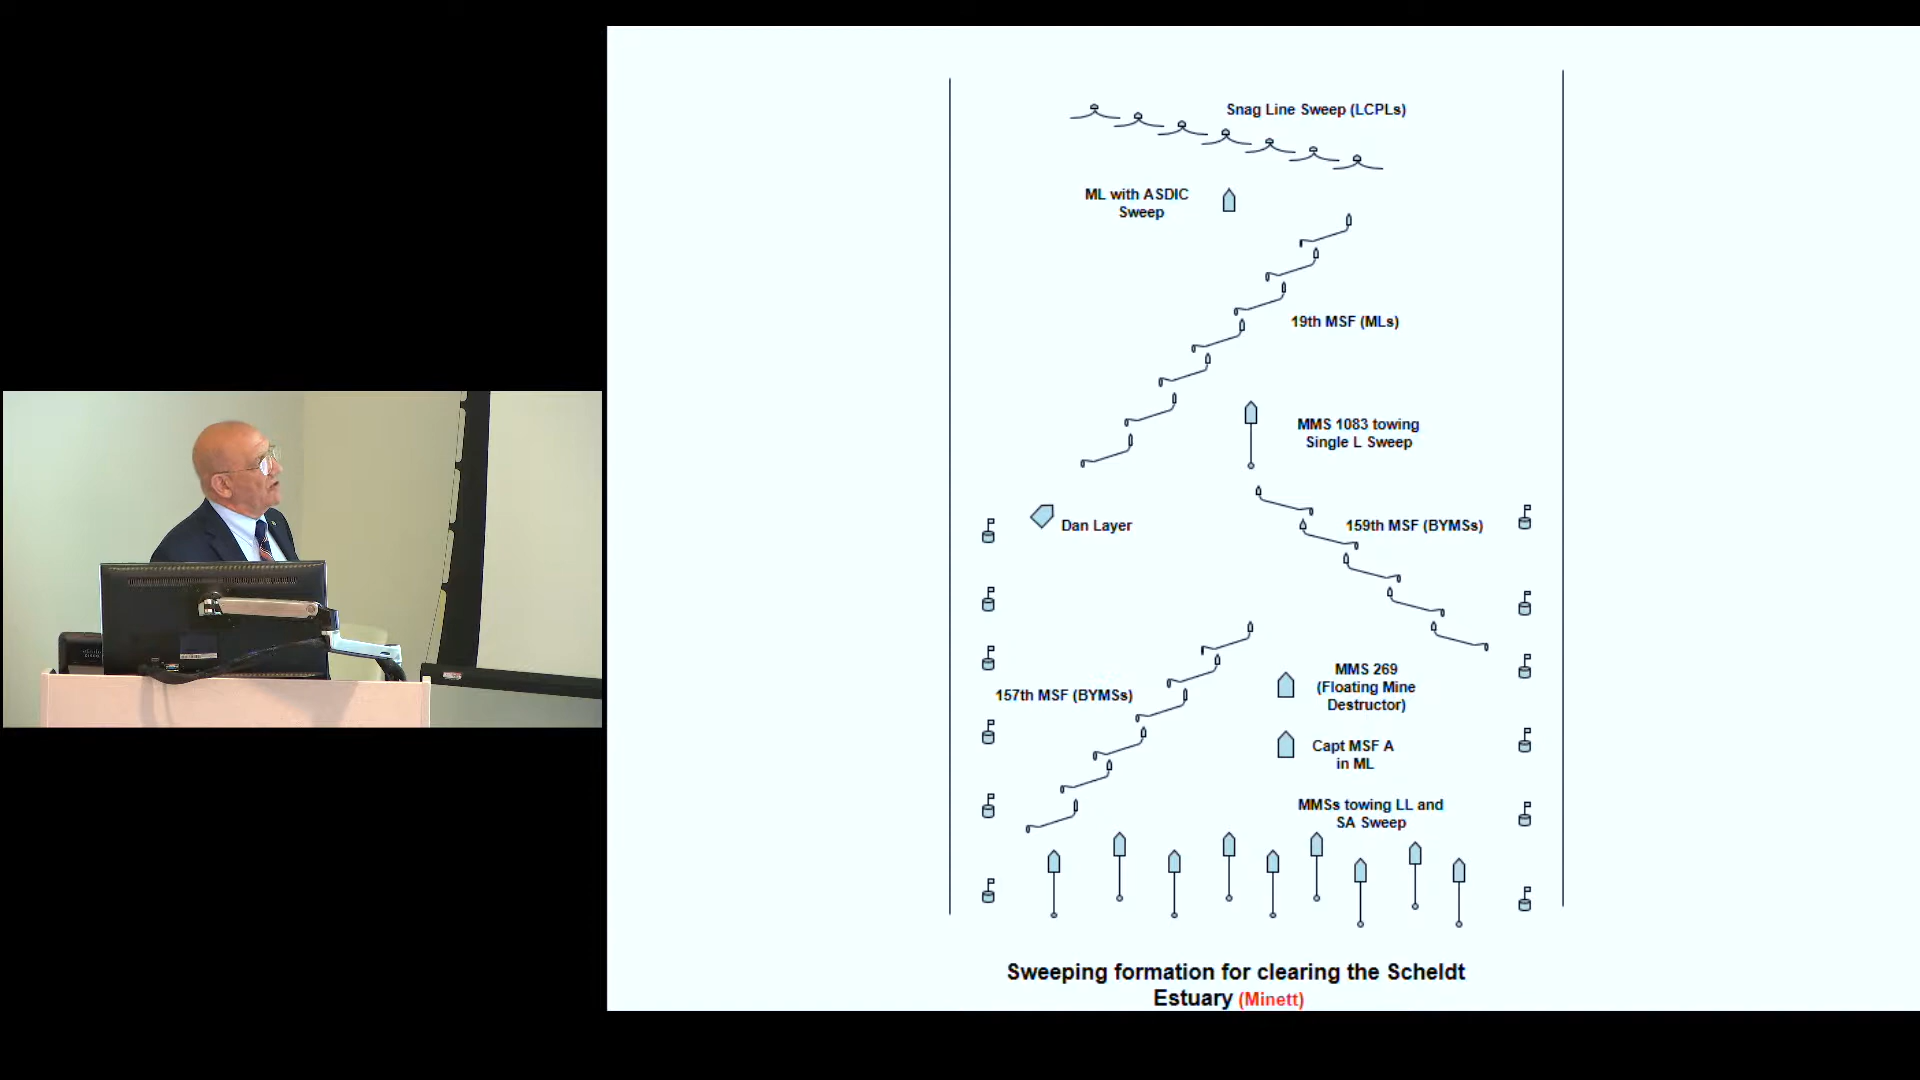 Snag Line Sweep (LCPLs)
ML with ASDIC
Sweep
19th MSF (MLs)
MMS 1083 towing
Single L Sweep
Dan Layer
159th MSF (BYMSs)
157th MSF (BYMSs)
MMS 269
(Floating Mine
Destructor)
Capt MSF A
in ML
MMSs towing LL and
SA Sweep
Sweeping formation for clearing the Scheldt
Estuary (Minett)